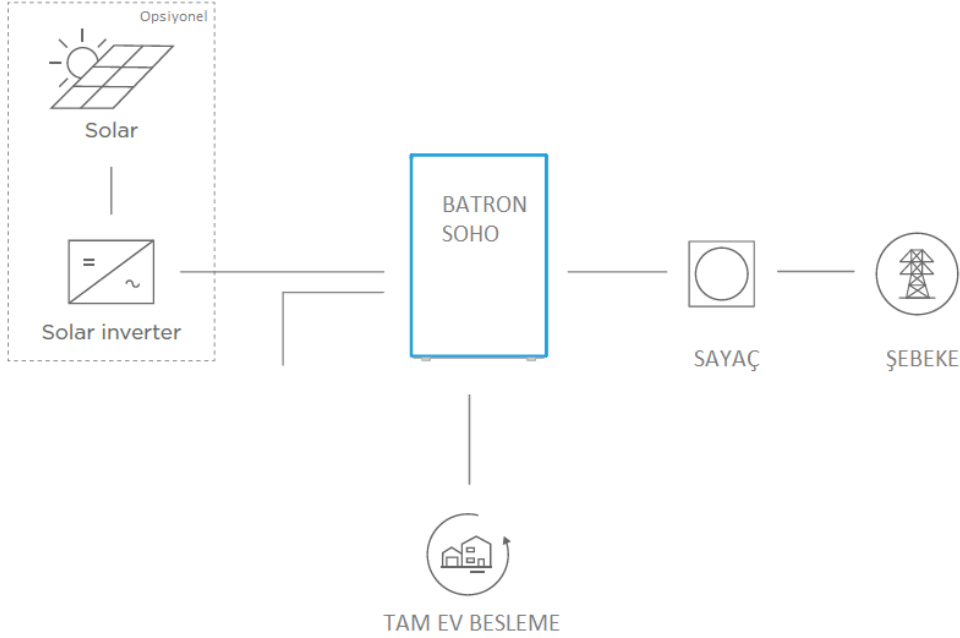 Opsiyonel
Solar
BATRON
SOHO
Solar inverter
SAYAÇ
ŞEBEKE
TAM EV BESLEME